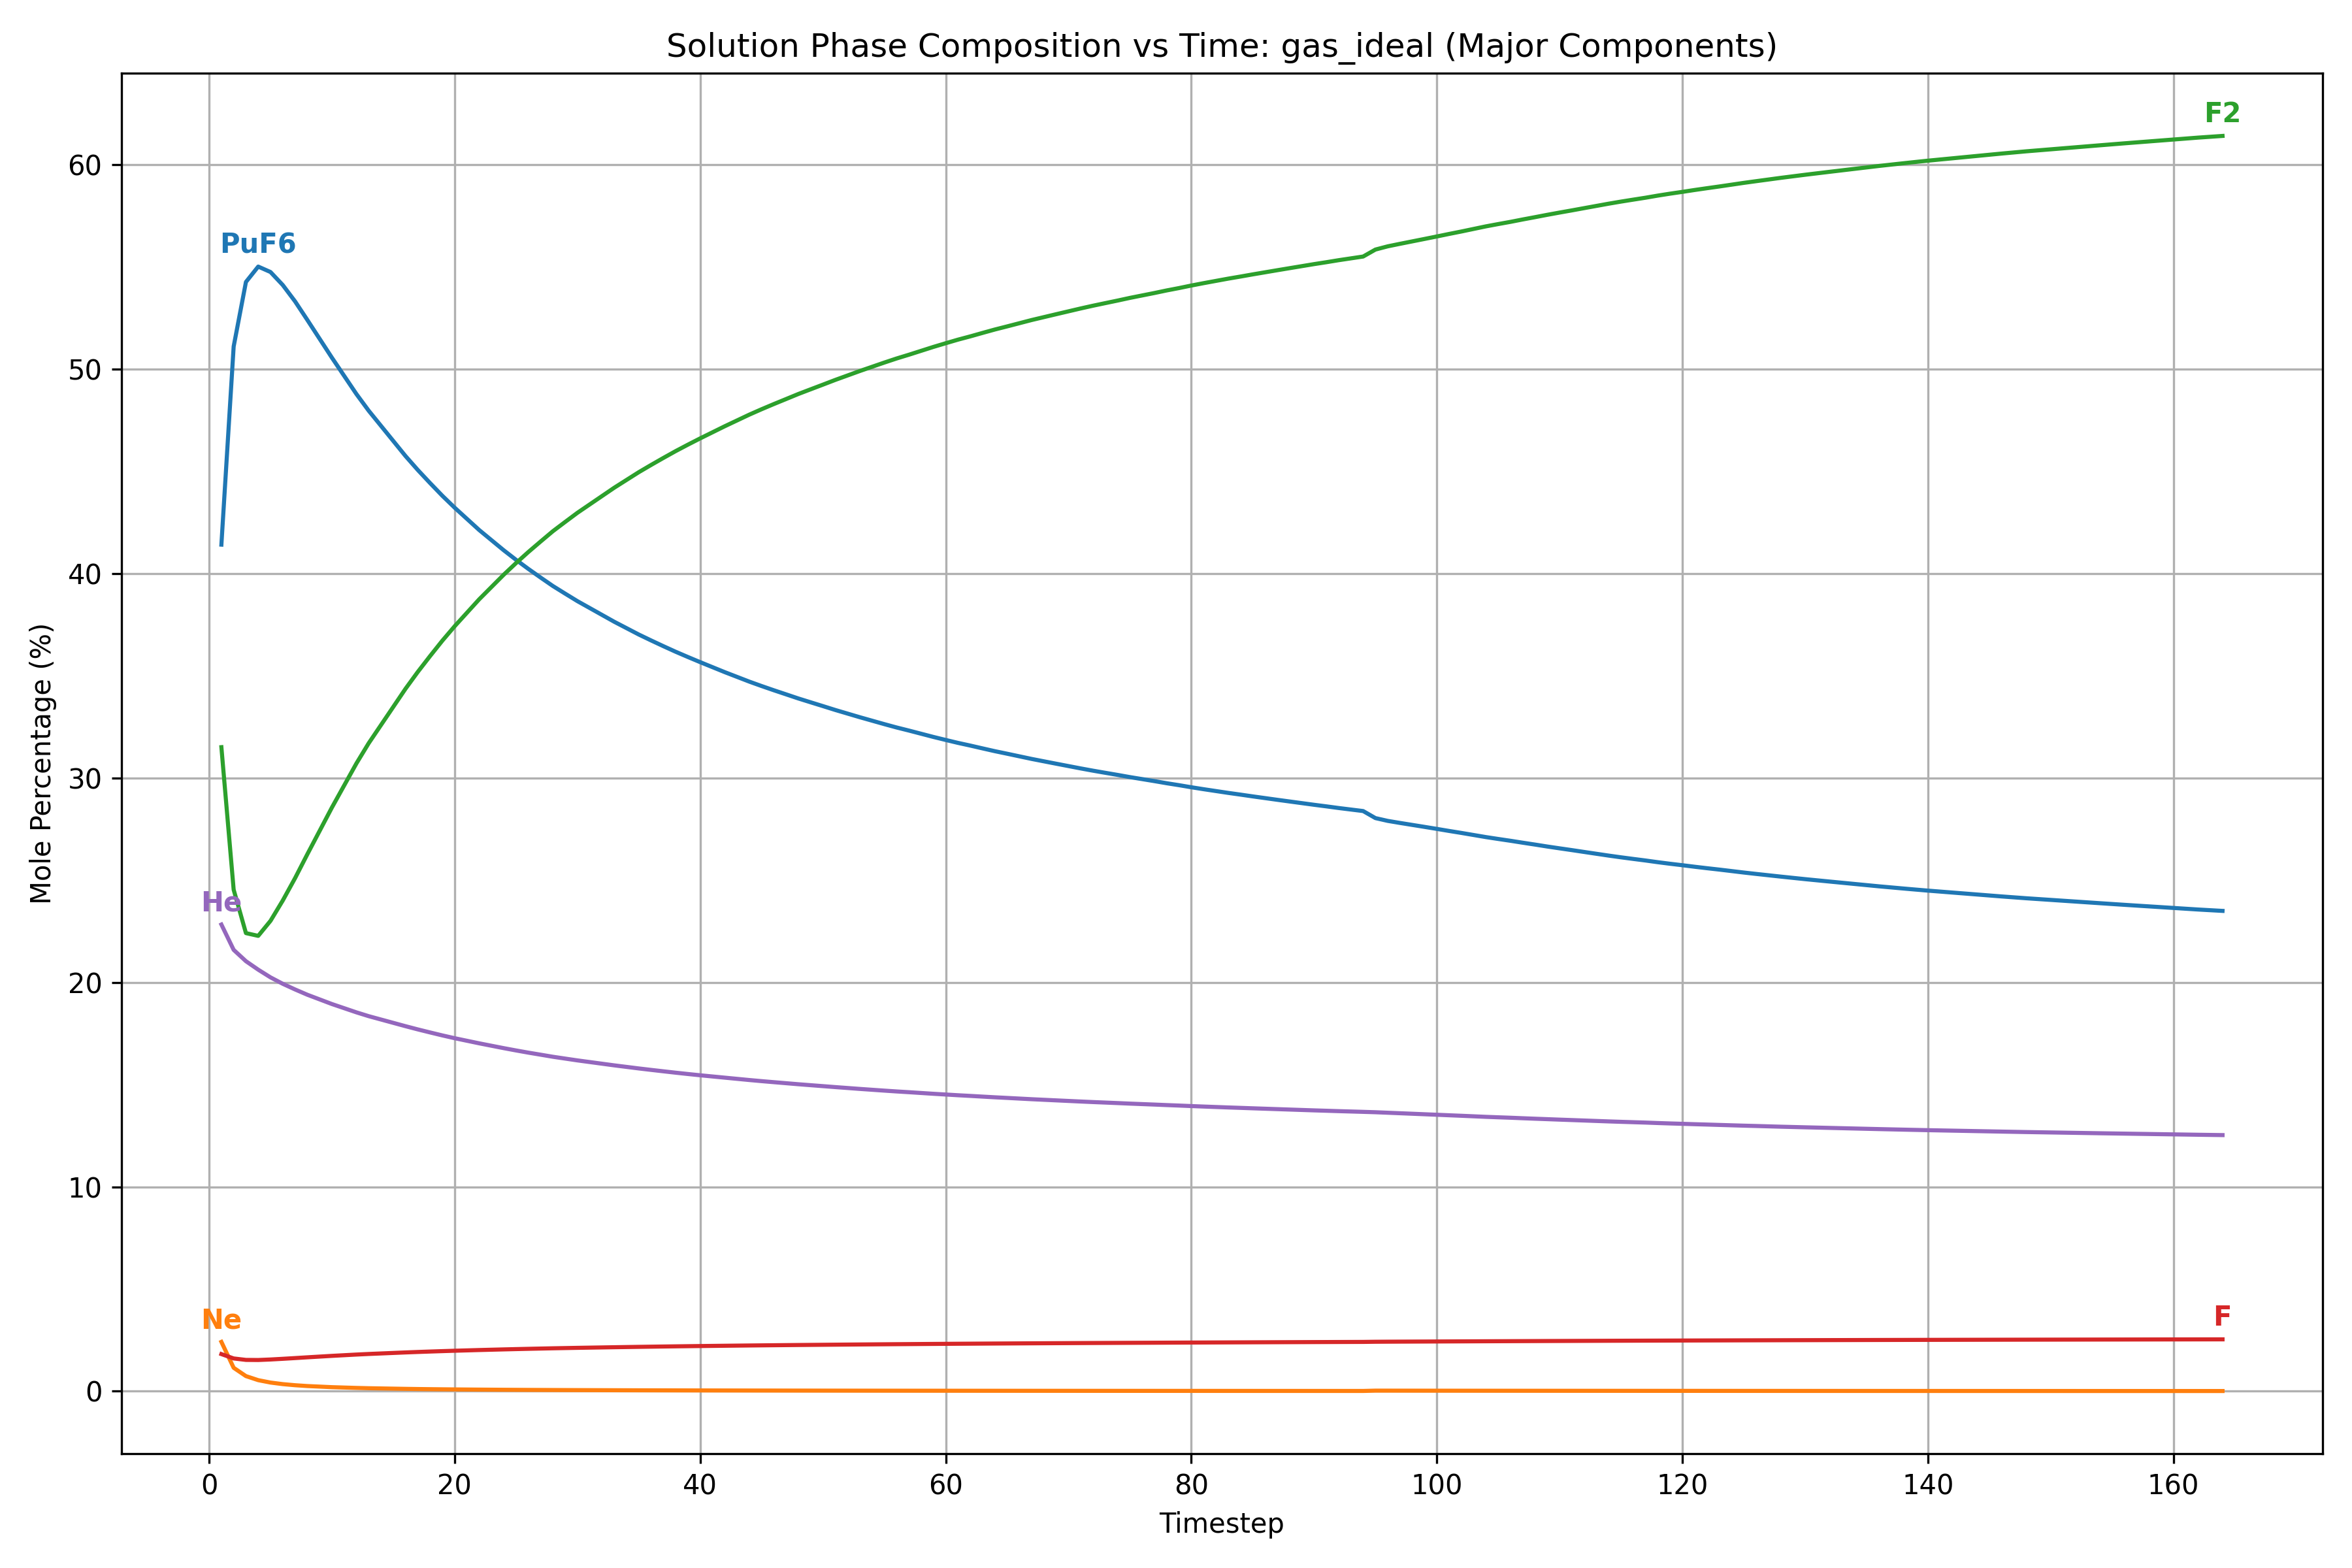 Solution Phase Composition vs Time: gas_ideal (Major Components)
F2
60
PuF6
50
40
Mole Percentage (%)
30
He
20
10
Ne
F
0
0 20 40 60 80 100 120 140 160
Timestep